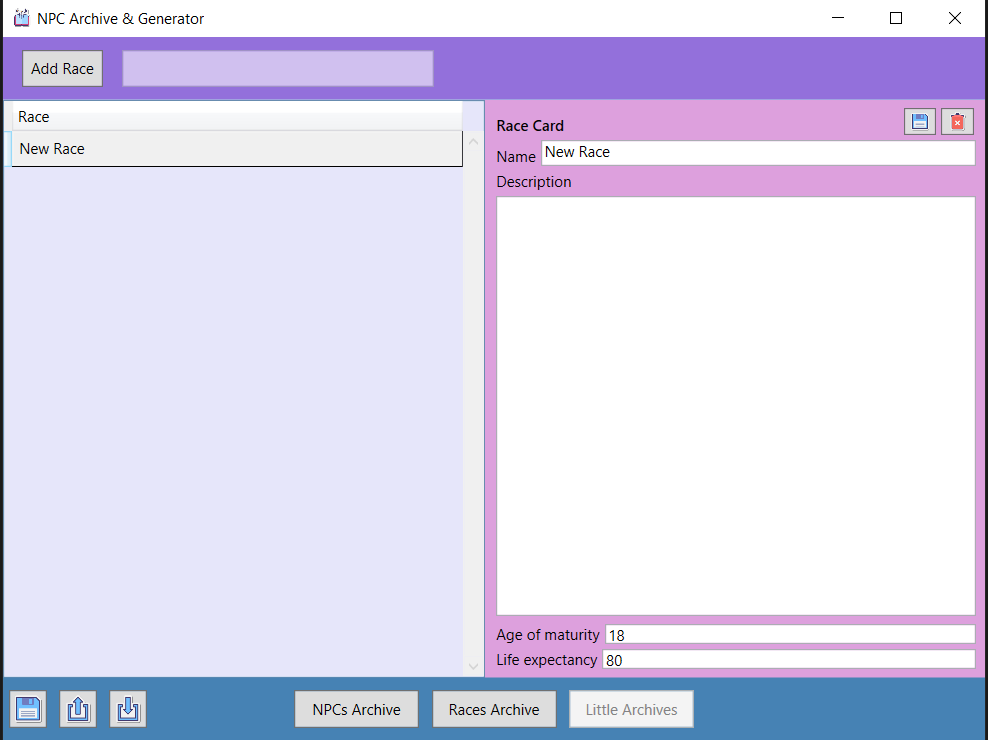 NPC Archive & Generator
Add Race
Race
New Race
Race Card
Name New Race
Description
Age of maturity 18
Life expectancy 80
NPCs Archive Races Archive Little Archives